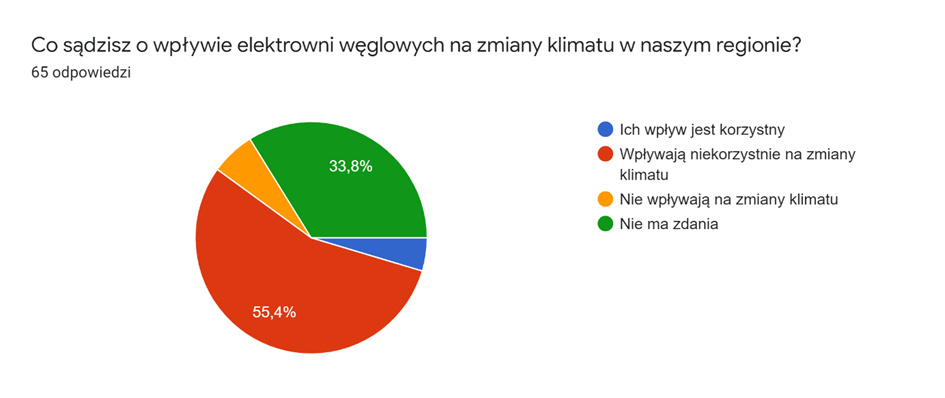 Co sądzisz o wpływie elektrowni węglowych na zmiany klimatu w naszym regionie?
65 odpowiedzi
33,8%
55,4%
Ich wpływ jest korzystny
Wpływają niekorzystnie na zmiany
klimatu
Nie wpływają na zmiany klimatu
Nie ma zdania